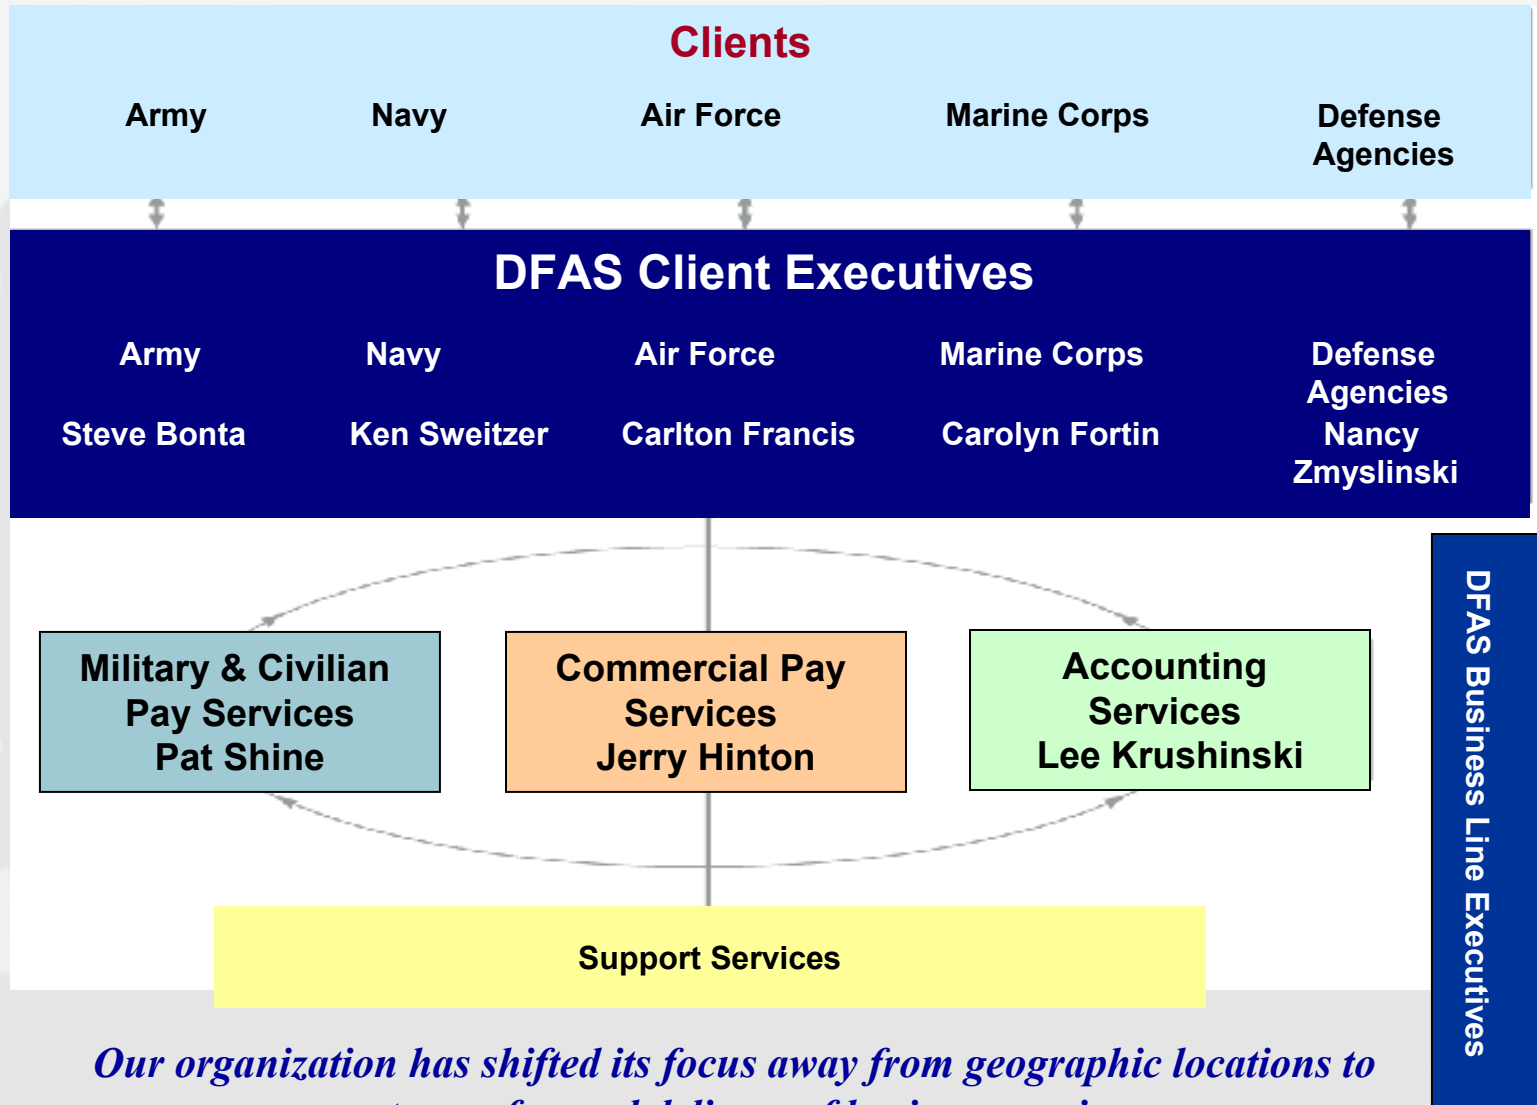 Clients
Army Navy Air Force Marine Corps Defense
Agencies
DFAS Client Executives
Army Navy Air Force Marine Corps Defense
Agencies
Steve Bonta Ken Sweitzer Carlton Francis Carolyn Fortin Nancy
Zmyslinski
Military & Civilian
Pay Services
Pat Shine
Commercial Pay
Services
Jerry Hinton
Accounting
Services
Lee Krushinski
DFAS Business Line Executives
Support Services
Our organization has shifted its focus away from geographic locations to